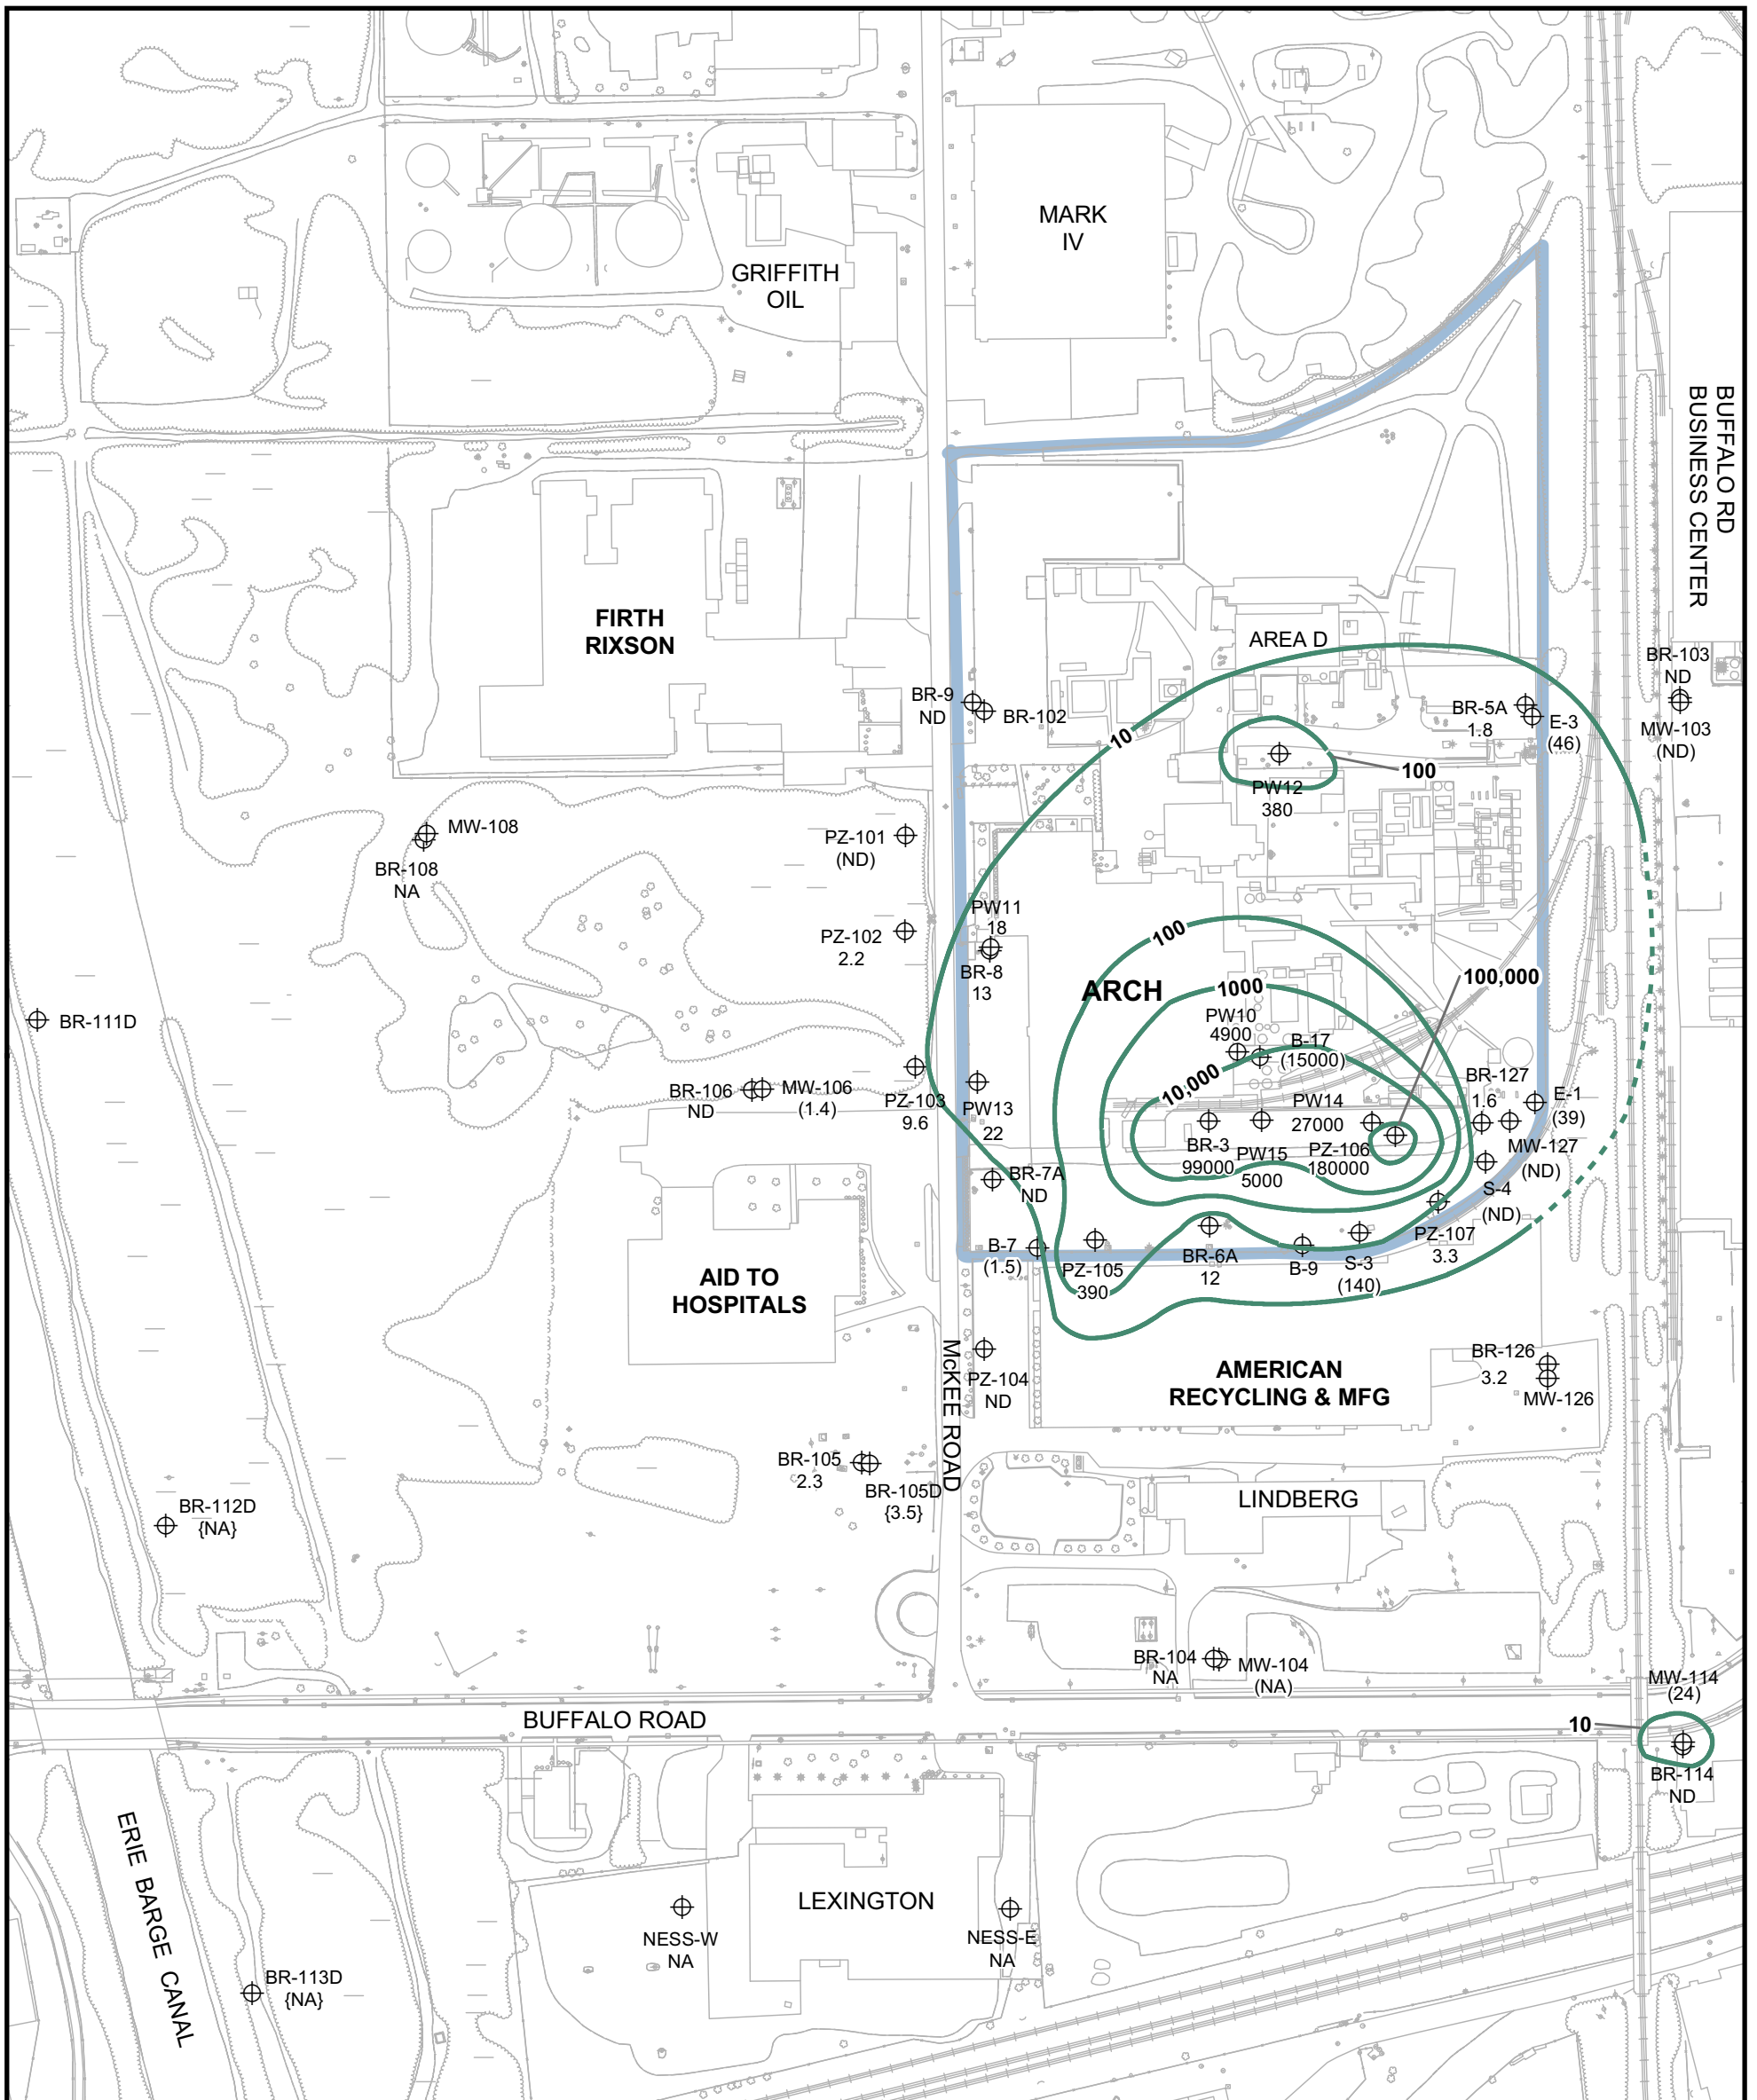 MARK
IV
GRIFFITH
OIL
BUFFALO RD
BUSINESS CENTER
FIRTH
RIXSON
AREA D
BR-103
ND
MW-103
(ND)
BR-9
ND
BR-102
BR-5A
1.8
E-3
(46)
10
100
PW12
380
MW-108
BR-108
NA
PZ-101
(ND)
PW11
18
PZ-102
2.2
BR-8
13
100
ARCH
1000
100,000
PW10
4900
B-17
(15000)
BR-111D
10,000
BR-127
1.6
E-1
(39)
BR-106
ND
MW-106
(1.4)
PZ-103
9.6
PW13
22
PW14
27000
BR-3
99000
PW15
5000
PZ-106
180000
MW-127
(ND)
BR-7A
ND
S-4
(ND)
PZ-107
3.3
B-7
(1.5)
PZ-105
390
BR-6A
12
B-9
S-3
(140)
AID TO
HOSPITALS
McKEE ROAD
PZ-104
ND
AMERICAN
RECYCLING & MFG
BR-126
3.2
MW-126
BR-105
2.3
BR-105D
{3.5}
LINDBERG
BR-112D
{NA}
BR-104
NA
MW-104
(NA)
MW-114
(24)
BUFFALO ROAD
10
BR-114
ND
ERIE BARGE CANAL
LEXINGTON
NESS-W
NA
NESS-E
NA
BR-113D
{NA}